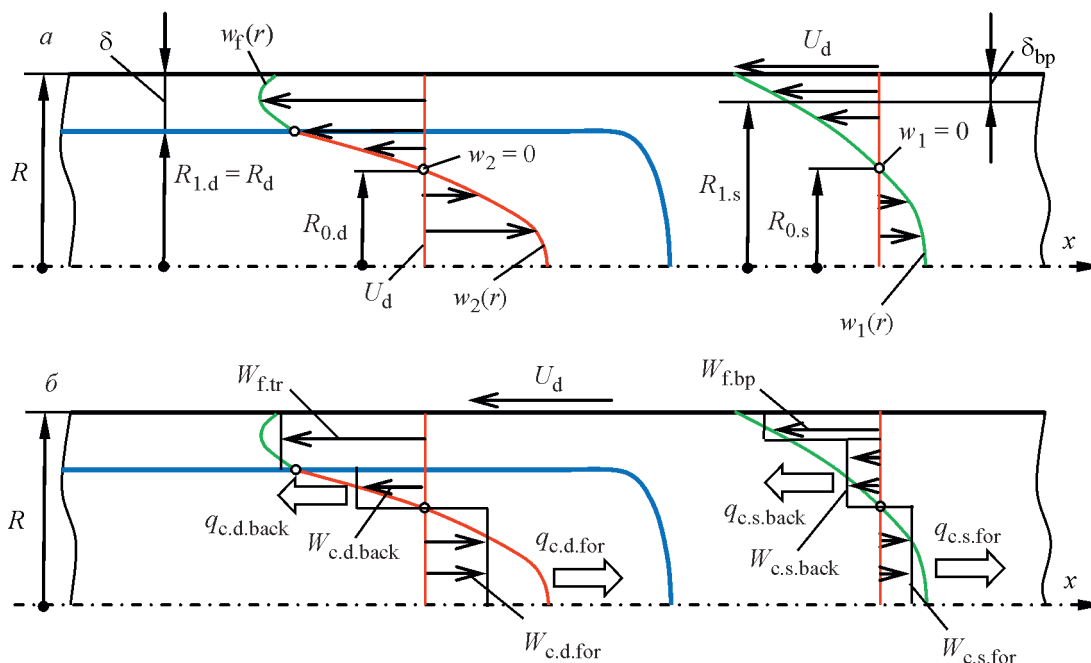 а
δ
w_f(r)
U_d
δ_bp
R
R_1.d = R_d
w_2 = 0
R_0.d
w_1 = 0
R_1.s
R_0.s
x
U_d
w_2(r)
w_1(r)
б
W_f.tr
U_d
W_f.bp
R
q_c.d.back
W_c.d.back
q_c.d.for
W_c.d.for
q_c.s.back
W_c.s.back
q_c.s.for
x
W_c.s.for